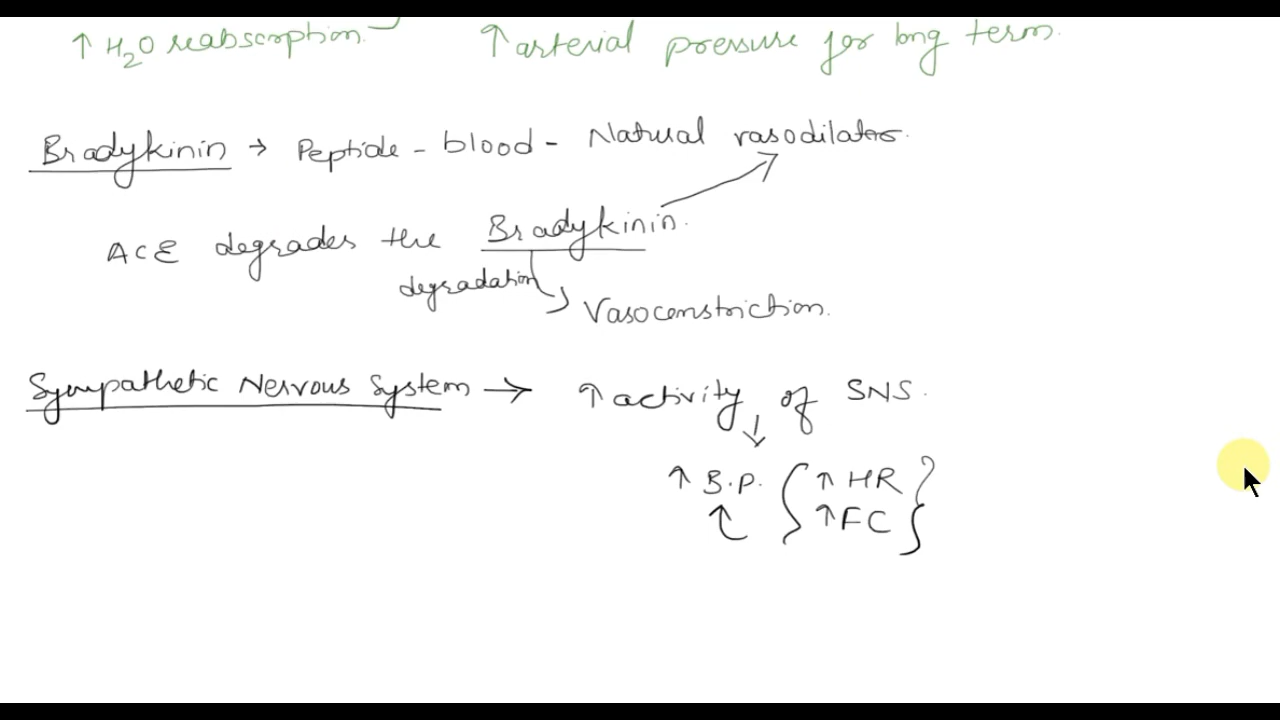 ↑ H₂O reabsorption ↑ arterial pressure for long term.
Bradykinin → Peptide - blood - Natural vasodilator.
ACE degrades the Bradykinin.
degradation
Vasoconstriction.
Sympathetic Nervous System → ↑ activity of SNS.
↓
↑ B.P. { ↑ HR }
↑ { ↑ FC }